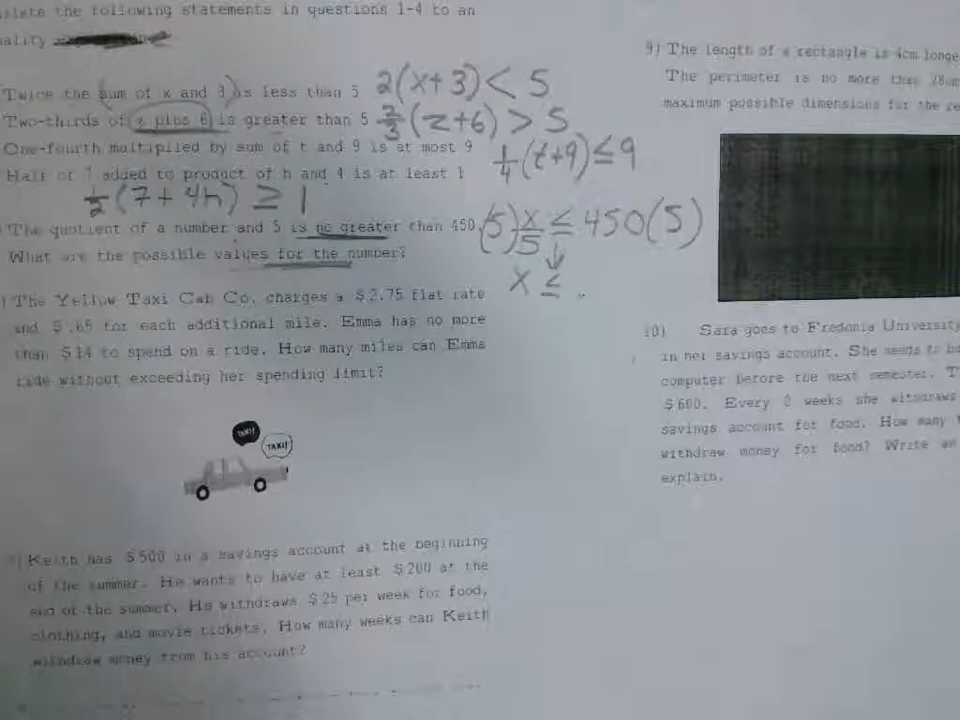 the following statements in questions 1-4 to an
Twice the sum of x and 3 is less than 5 2(x+3) < 5
Two-thirds of z plus 6 is greater than 5 2/3(z+6) > 5
One-fourth multiplied by sum of t and 9 is at most 9 1/4(t+9) ≤ 9
Half of 7 added to product of h and 4 is at least 1
1/2(7+4h) ≥ 1
The quotient of a number and 5 is no greater than 450. (5)x/5 ≤ 450(5)
What are the possible values for the number? x ≤
The Yellow Taxi Cab Co. charges a $2.75 flat rate
and $.65 for each additional mile. Emma has no more
than $14 to spend on a ride. How many miles can Emma
ride without exceeding her spending limit?
TAXI!
TAXI!
Keith has $500 in a savings account at the beginning
of the summer. He wants to have at least $200 at the
end of the summer. He withdraws $25 per week for food,
clothing, and movie tickets. How many weeks can Keith
withdraw money from his account?
9) The length of a rectangle is 4cm longe
The perimeter is no more than 28
maximum possible dimensions for the
10) Sara goes to Fredonia University
in her savings account. She needs to
computer before the next semester.
$600. Every 2 weeks she withdraws
savings account for food. How many
withdraw money for food? Write
explain.